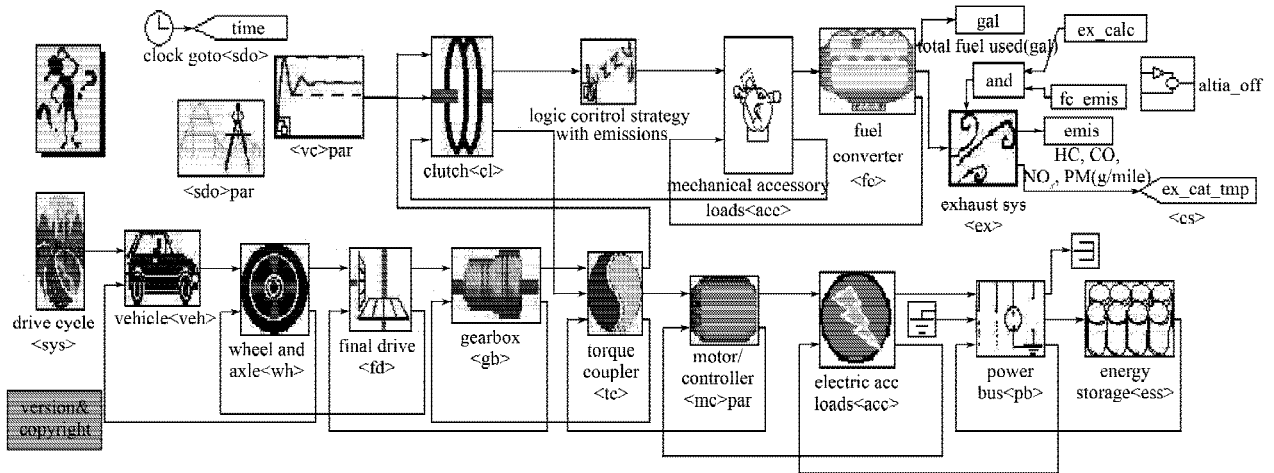 time
clock goto<sdo>
<vc>par
<sdo>par
clutch<cl>
logic coritrol strategy
with emissions
mechanical accessory
loads<acc>
fuel
converter
<fc>
gal
total fuel used(gal)
ex_calc
and
fc_emis
emis
HC, CO,
NOₓ, PM(g/mile)
exhaust sys
<ex>
altia_off
ex_cat_tmp
<cs>
drive cycle
<sys>
vehicle<veh>
wheel and
axle<wh>
final drive
<fd>
gearbox
<gb>
torque
coupler
<tc>
motor/
controller
<mc>par
electric acc
loads<acc>
power
bus<pb>
energy
storage<ess>
version&
copyright